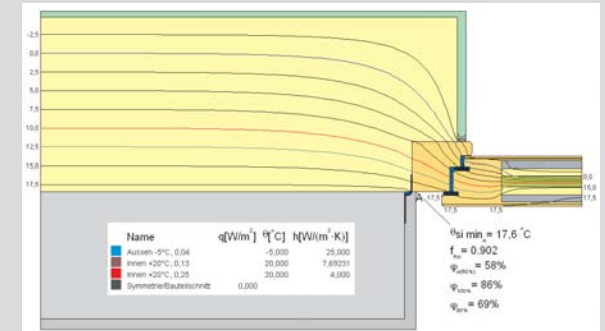 -2,5
0,0
2,5
5,0
7,5
10,0
12,5
15,0
17,5
A
17,5
17,5
17,5
0,0
15,0
17,5
Name q[W/m²] θ[°C] h[W/(m²·K)]
Aussen -5°C, 0,04 -5,000 25,000
Innen +20°C, 0,13 20,000 7,69231
Innen +20°C, 0,25 20,000 4,000
Symmetrie/Bauteilschnitt 0,000
θsi min = 17,6 °C
= 0.902
= 58%
φ100% = 86%
φ80% = 69%